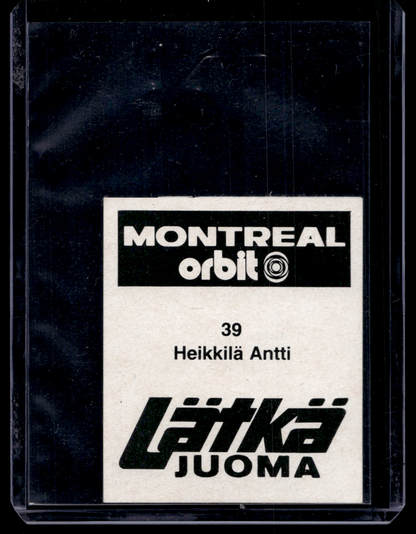 MONTREAL
orbit
39
Heikkilä Antti
Lätkä
JUOMA